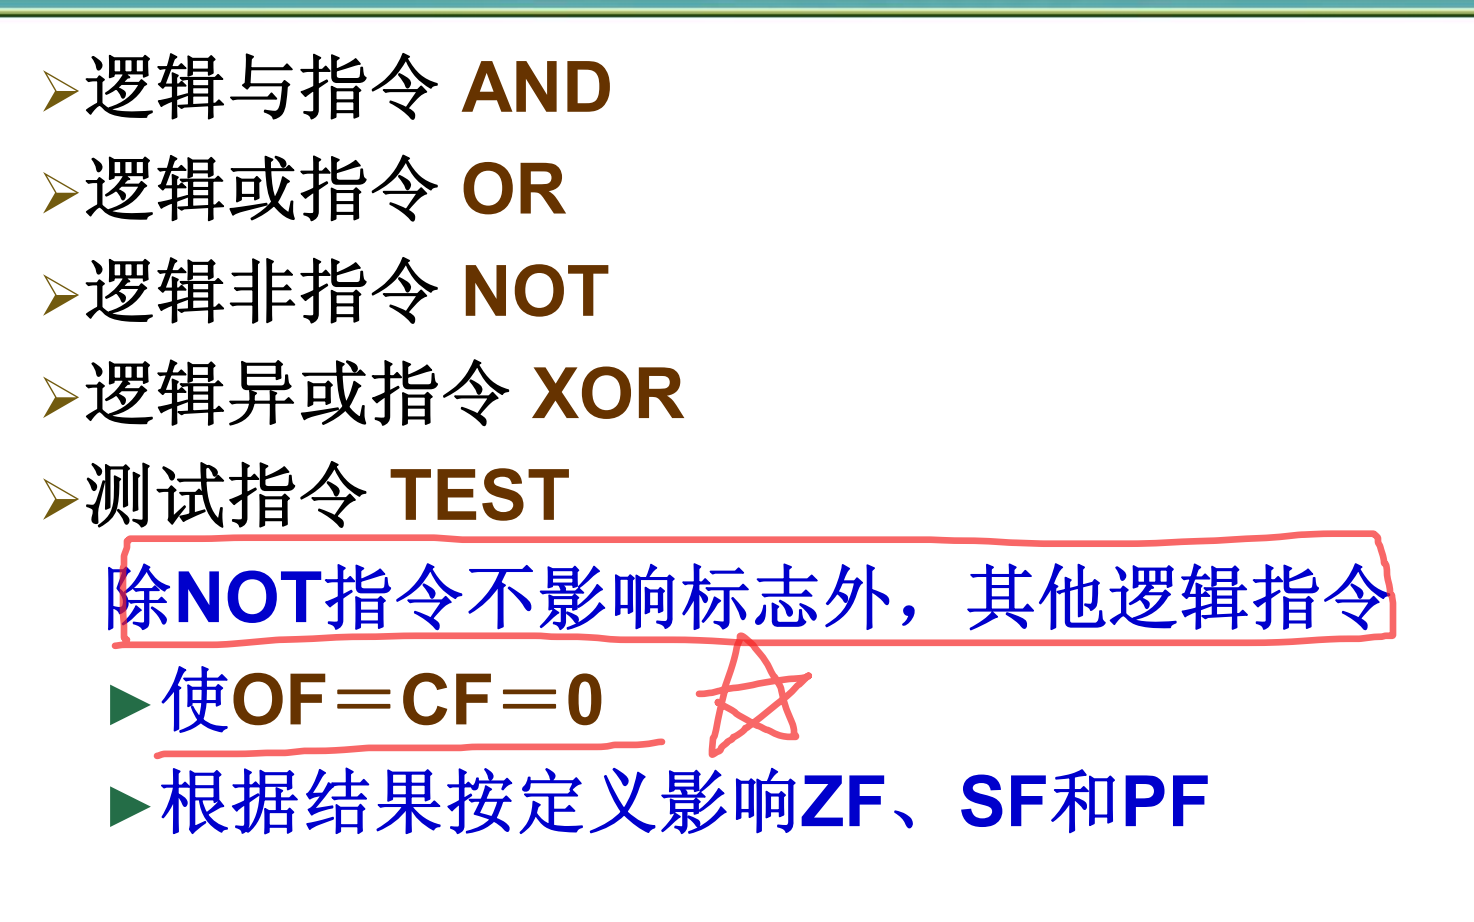 逻辑与指令 AND
逻辑或指令 OR
逻辑非指令 NOT
逻辑异或指令 XOR
测试指令 TEST
除NOT指令不影响标志外，其他逻辑指令
使OF＝CF＝0
根据结果按定义影响ZF、SF和PF